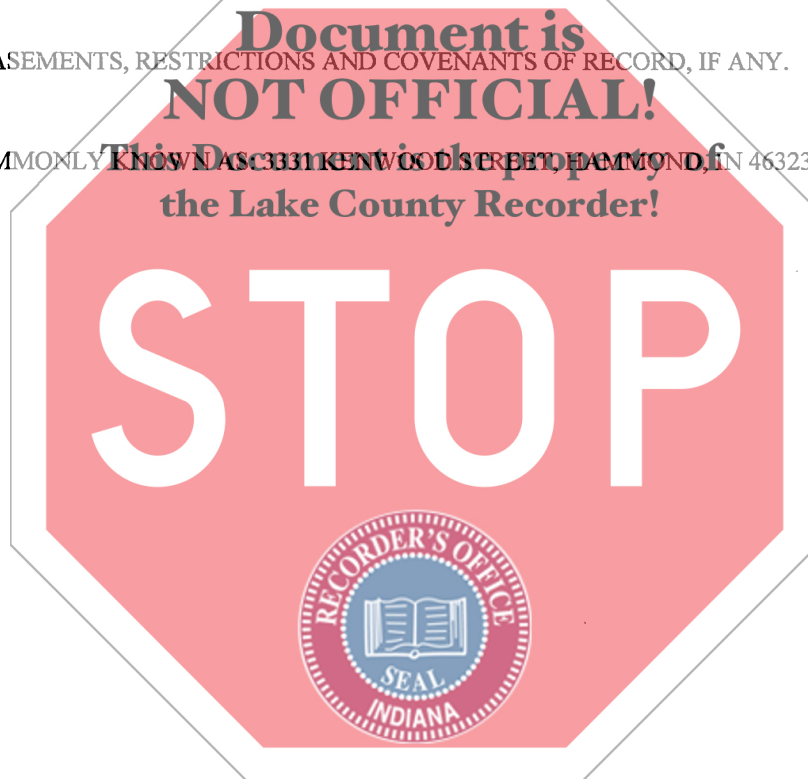 Document is
ASEMENTS, RESTRICTIONS AND COVENANTS OF RECORD, IF ANY.
NOT OFFICIAL!
This Document is the property of
MMONLY KNOWN AS: 3331 KENWOOD STREET, HAMMOND, IN 46323
the Lake County Recorder!
STOP
RECORDER'S OFFICE
SEAL
INDIANA